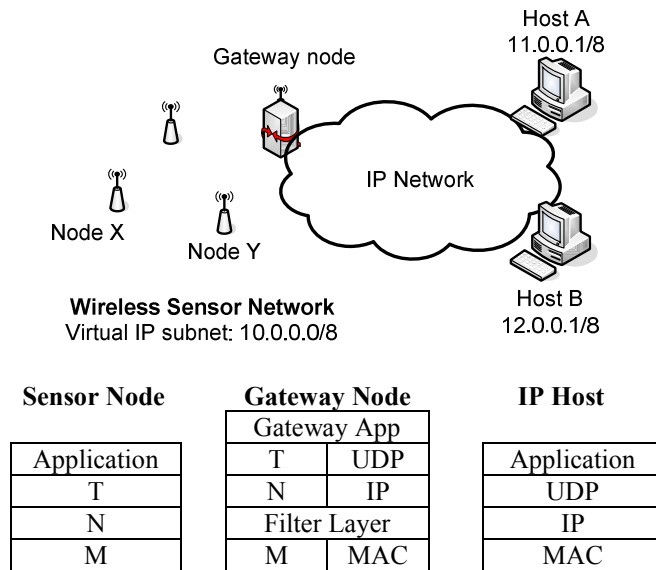 Host A
11.0.0.1/8
Gateway node
IP Network
Node X
Node Y
Wireless Sensor Network
Virtual IP subnet: 10.0.0.0/8
Host B
12.0.0.1/8
Sensor Node
Application
T
N
M
Gateway Node
Gateway App
T UDP
N IP
Filter Layer
M MAC
IP Host
Application
UDP
IP
MAC